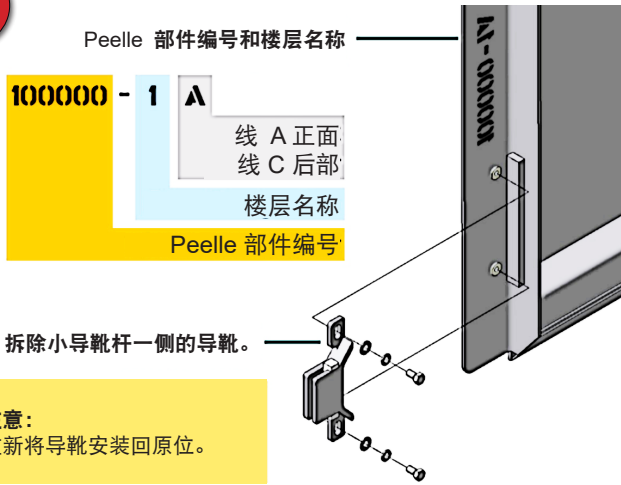 Peelle 部件编号和楼层名称
100000 - 1 A
线 A 正面
线 C 后部
楼层名称
Peelle 部件编号
100000-1A
拆除小导靴杆一侧的导靴。
意：
新将导靴安装回原位。